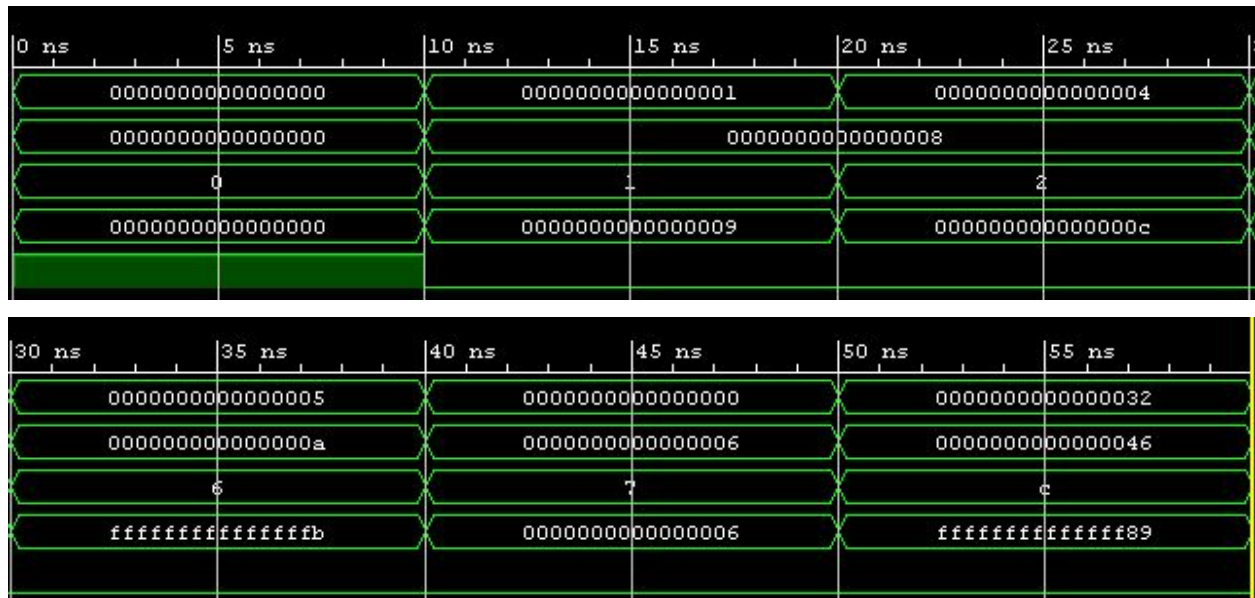 0 ns 5 ns 10 ns 15 ns 20 ns 25 ns
0000000000000000 0000000000000001 0000000000000004
0000000000000000 0000000000000008
0 1 2
0000000000000000 0000000000000009 000000000000000c
30 ns 35 ns 40 ns 45 ns 50 ns 55 ns
0000000000000005 0000000000000000 0000000000000032
000000000000000a 0000000000000006 0000000000000046
6 7 c
fffffffffffffffb 0000000000000006 ffffffffffffff89